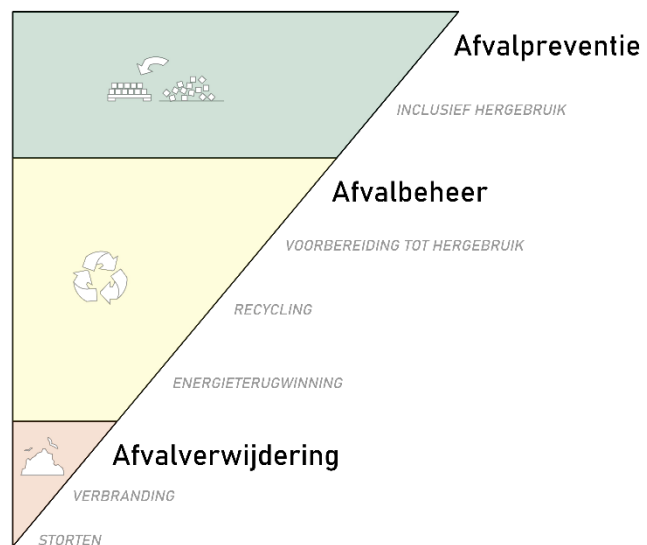 Afvalpreventie
INCLUSIEF HERGEBRUIK
Afvalbeheer
VOORBEREIDING TOT HERGEBRUIK
RECYCLING
ENERGIETERUGWINNING
Afvalverwijdering
VERBRANDING
STORTEN